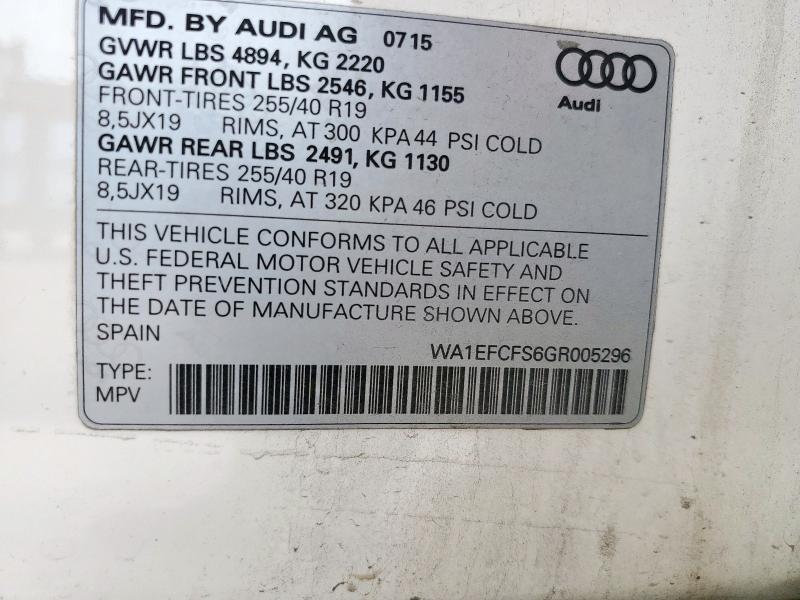 MFD. BY AUDI AG 0715
GVWR LBS 4894, KG 2220
GAWR FRONT LBS 2546, KG 1155
FRONT-TIRES 255/40 R19
8,5JX19 RIMS, AT 300 KPA 44 PSI COLD
GAWR REAR LBS 2491, KG 1130
REAR-TIRES 255/40 R19
8,5JX19 RIMS, AT 320 KPA 46 PSI COLD
Audi
THIS VEHICLE CONFORMS TO ALL APPLICABLE
U.S. FEDERAL MOTOR VEHICLE SAFETY AND
THEFT PREVENTION STANDARDS IN EFFECT ON
THE DATE OF MANUFACTURE SHOWN ABOVE.
SPAIN
WA1EFCFS6GR005296
TYPE:
MPV